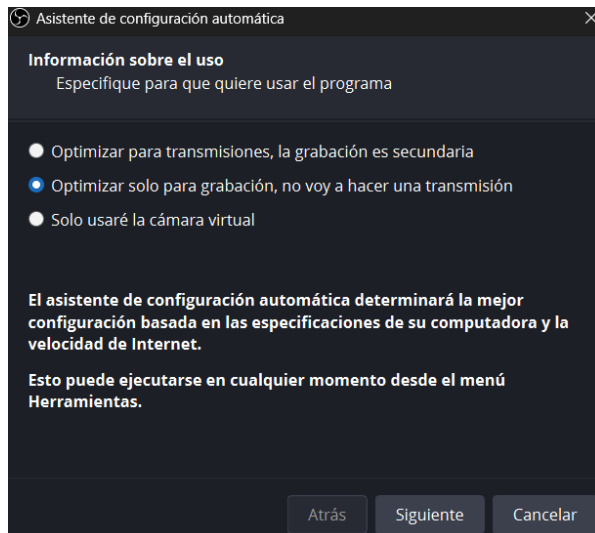 Asistente de configuración automática
Información sobre el uso
Especifique para que quiere usar el programa
Optimizar para transmisiones, la grabación es secundaria
Optimizar solo para grabación, no voy a hacer una transmisión
Solo usaré la cámara virtual
El asistente de configuración automática determinará la mejor
configuración basada en las especificaciones de su computadora y la
velocidad de Internet.
Esto puede ejecutarse en cualquier momento desde el menú
Herramientas.
Atrás Siguiente Cancelar